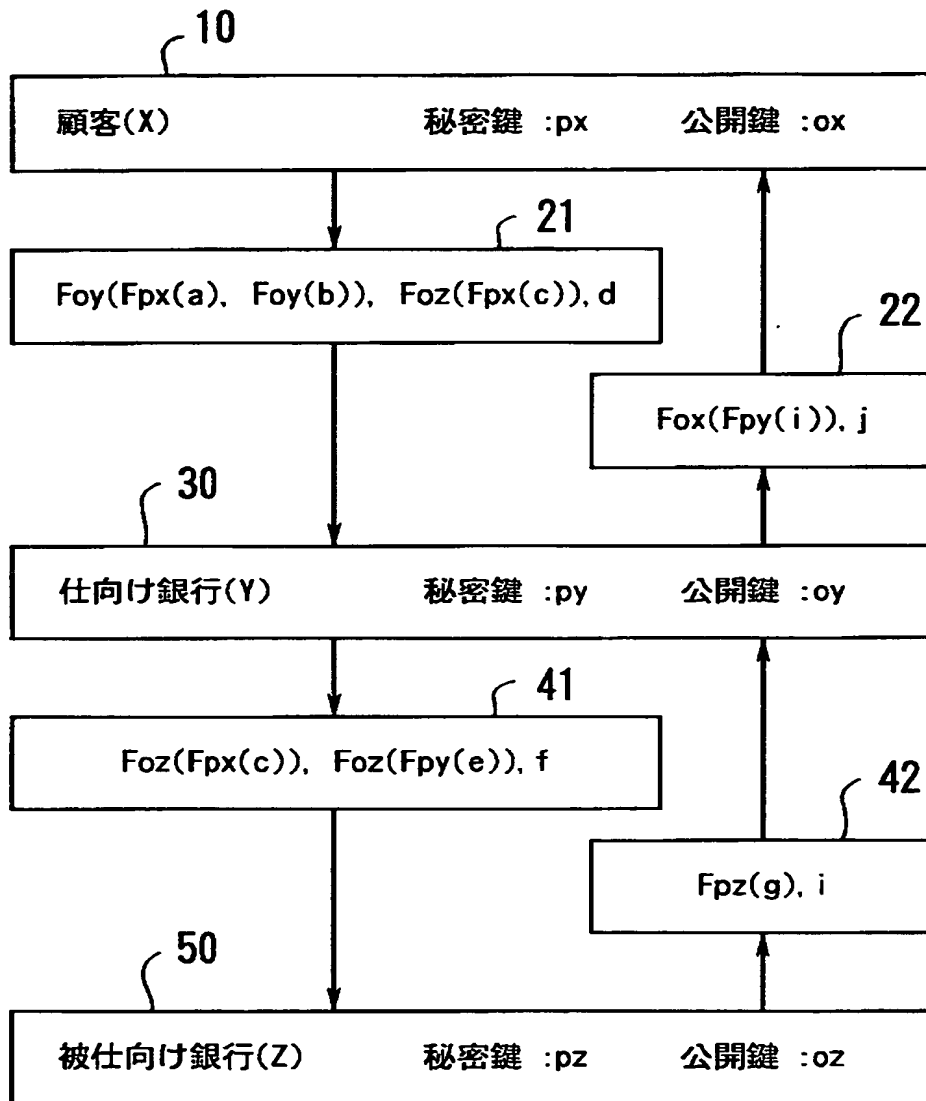 10
顧客(X) 秘密鍵 :px 公開鍵 :ox
21
Foy(Fpx(a), Foy(b)), Foz(Fpx(c)), d
22
Fox(Fpy(i)), j
30
仕向け銀行(Y) 秘密鍵 :py 公開鍵 :oy
41
Foz(Fpx(c)), Foz(Fpy(e)), f
42
Fpz(g), i
50
被仕向け銀行(Z) 秘密鍵 :pz 公開鍵 :oz